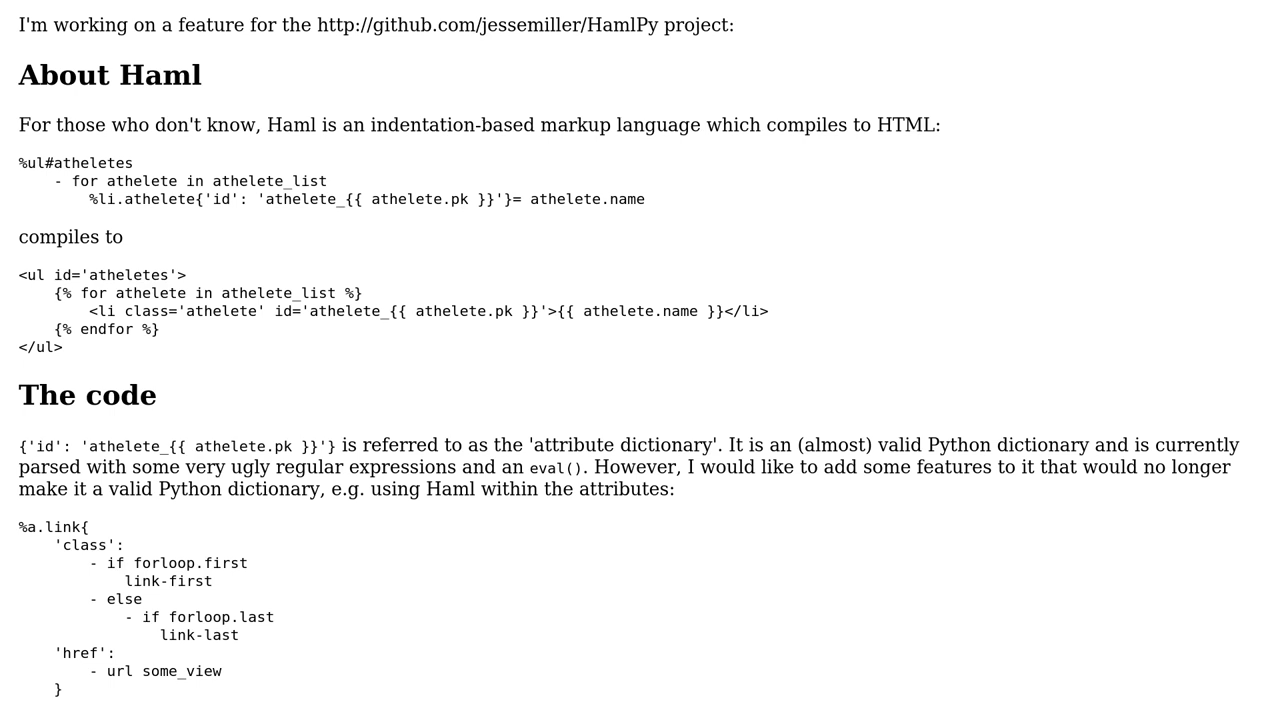 I'm working on a feature for the http://github.com/jessemiller/HamlPy project:
About Haml
For those who don't know, Haml is an indentation-based markup language which compiles to HTML:
%ul#atheletes
    - for athelete in athelete_list
        %li.athelete{'id': 'athelete_{{ athelete.pk }}'}= athelete.name
compiles to
<ul id='atheletes'>
    {% for athelete in athelete_list %}
        <li class='athelete' id='athelete_{{ athelete.pk }}'>{{ athelete.name }}</li>
    {% endfor %}
</ul>
The code
{'id': 'athelete_{{ athelete.pk }}'} is referred to as the 'attribute dictionary'. It is an (almost) valid Python dictionary and is currently
parsed with some very ugly regular expressions and an eval(). However, I would like to add some features to it that would no longer
make it a valid Python dictionary, e.g. using Haml within the attributes:
%a.link{
    'class':
        - if forloop.first
            link-first
        - else
            - if forloop.last
                link-last
    'href':
        - url some_view
    }